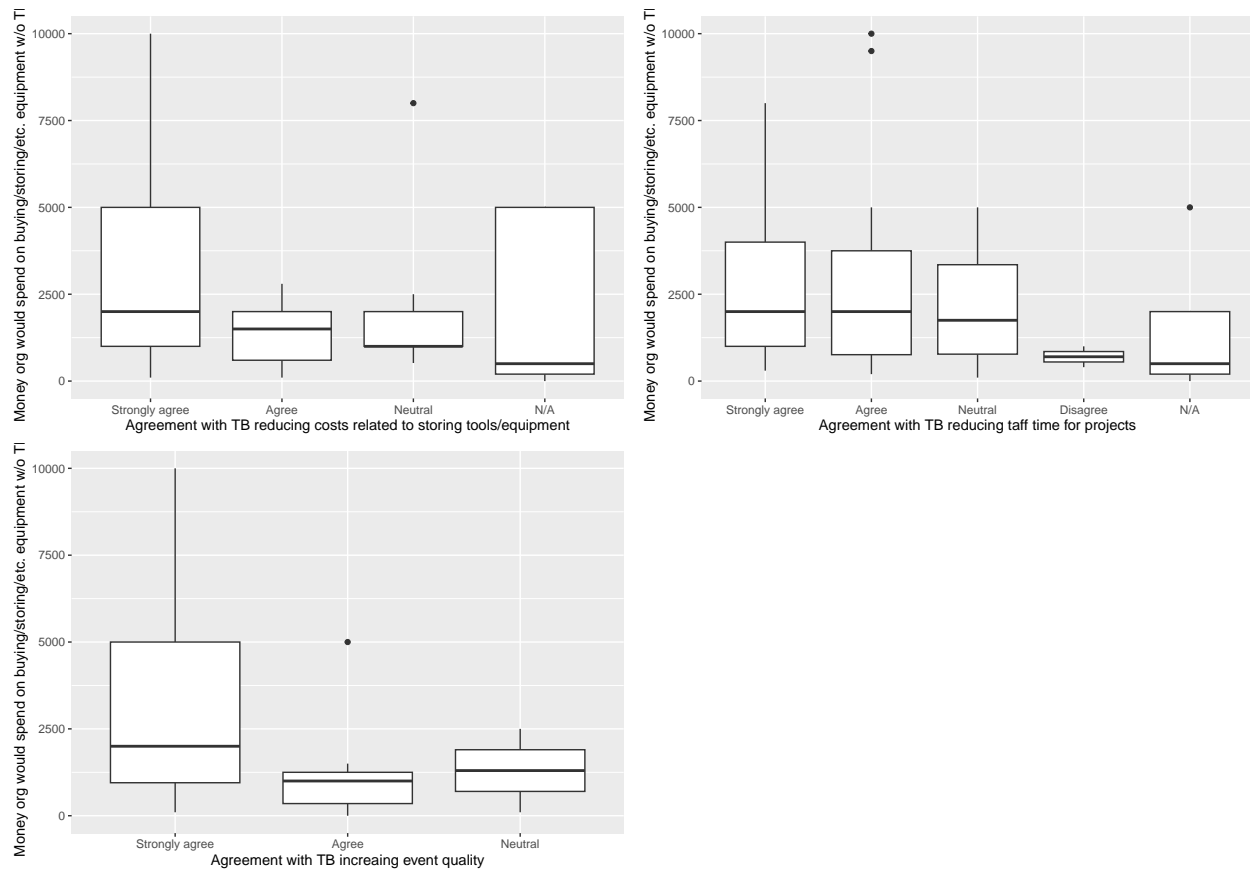 Money org would spend on buying/storing/etc. equipment w/o
10000
7500
5000
2500
0
Strongly agree
Agree
Neutral
N/A
Agreement with TB reducing costs related to storing tools/equipment
Money org would spend on buying/storing/etc. equipment w/o
10000
7500
5000
2500
0
Strongly agree
Agree
Neutral
Disagree
N/A
Agreement with TB reducing taff time for projects
Money org would spend on buying/storing/etc. equipment w/o
10000
7500
5000
2500
0
Strongly agree
Agree
Neutral
Agreement with TB increaing event quality